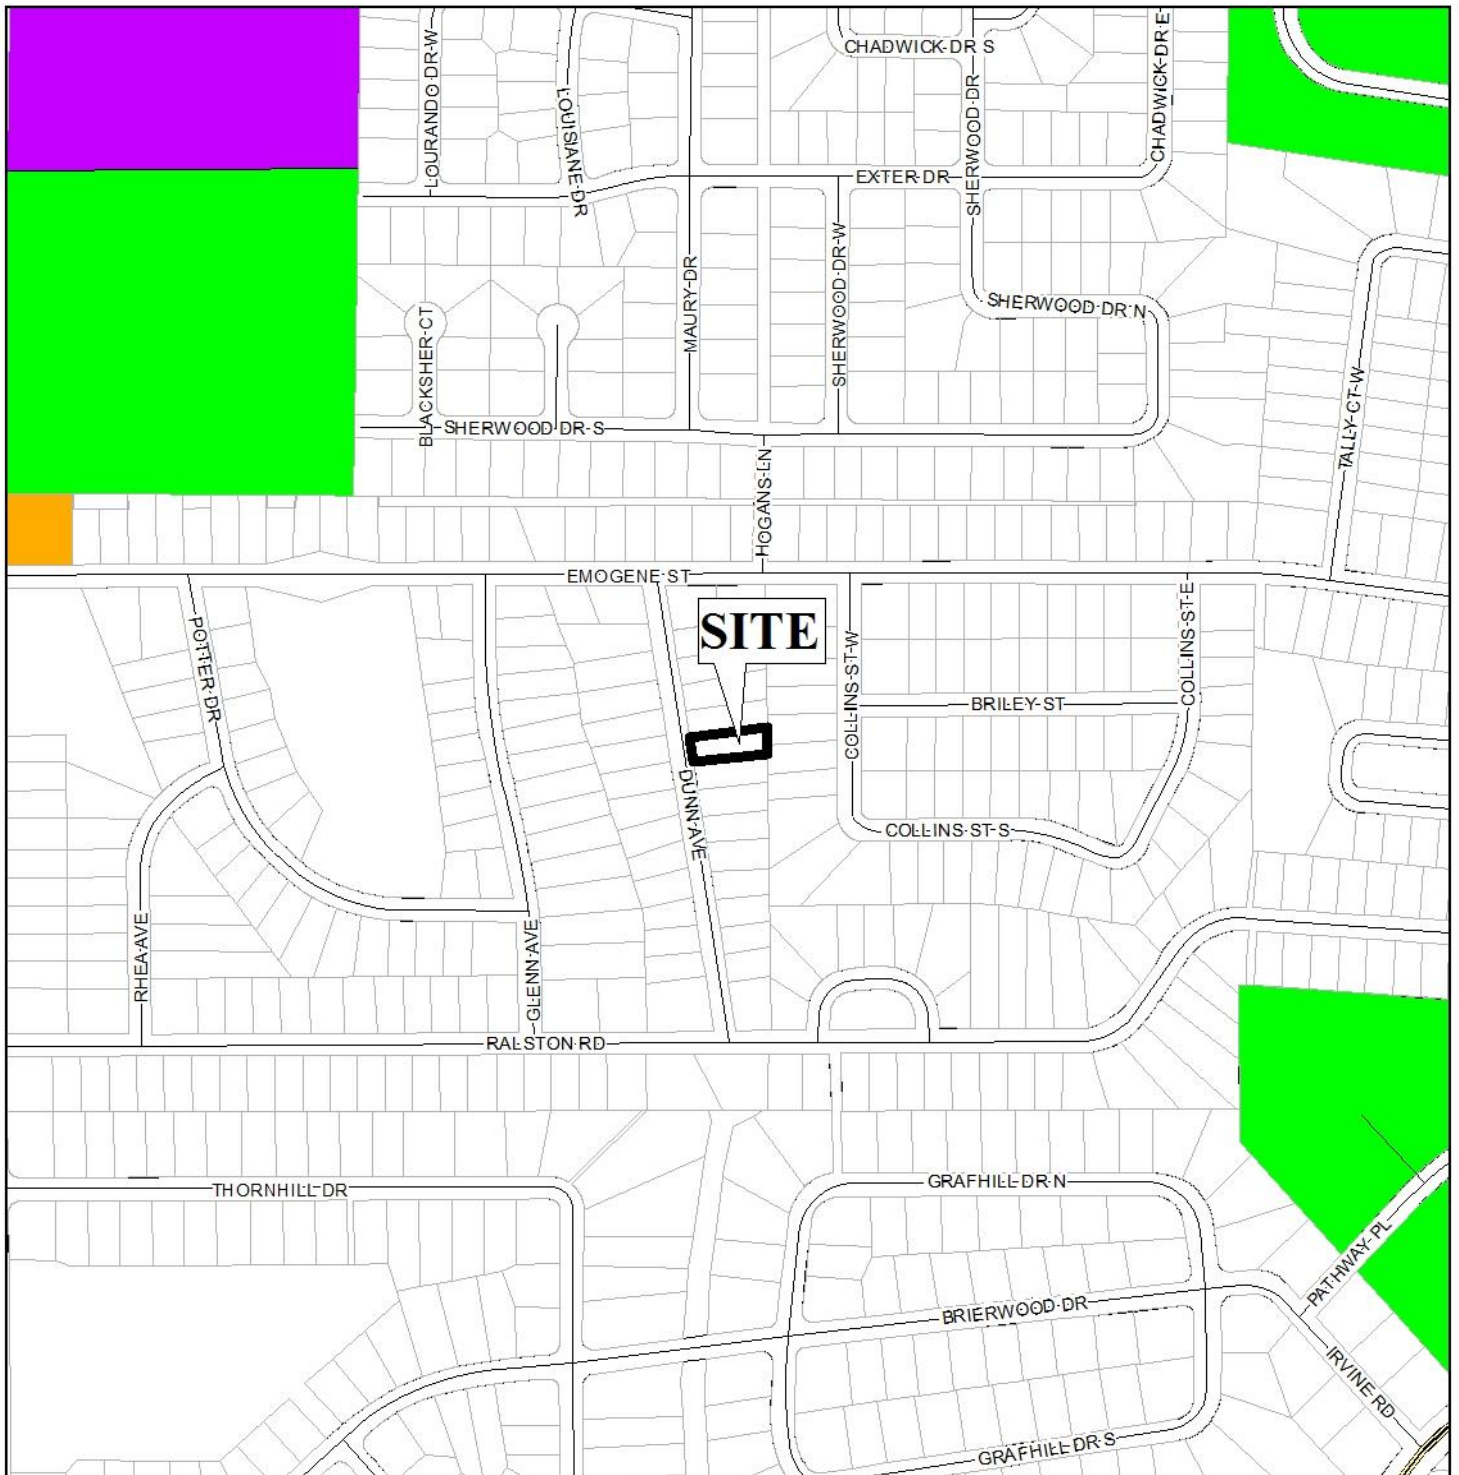 LOURANDO DR W
LOUISIANE DR
CHADWICK DR S
SHERWOOD DR
CHADWICK DR E
EXTER DR
MAURY DR
SHERWOOD DR W
SHERWOOD DR N
BLACKSHER CT
SHERWOOD DR S
TALLY CT W
HOGANS LN
EMOGENE ST
POTTER DR
SITE
COLLINS ST W
COLLINS ST E
BRILEY ST
DUNN AVE
COLLINS ST S
RHEA AVE
GLENN AVE
RALSTON RD
THORNHILL DR
GRAFHILL DR N
PATHWAY PL
BRIERWOOD DR
IRVINE RD
GRAFHILL DR S